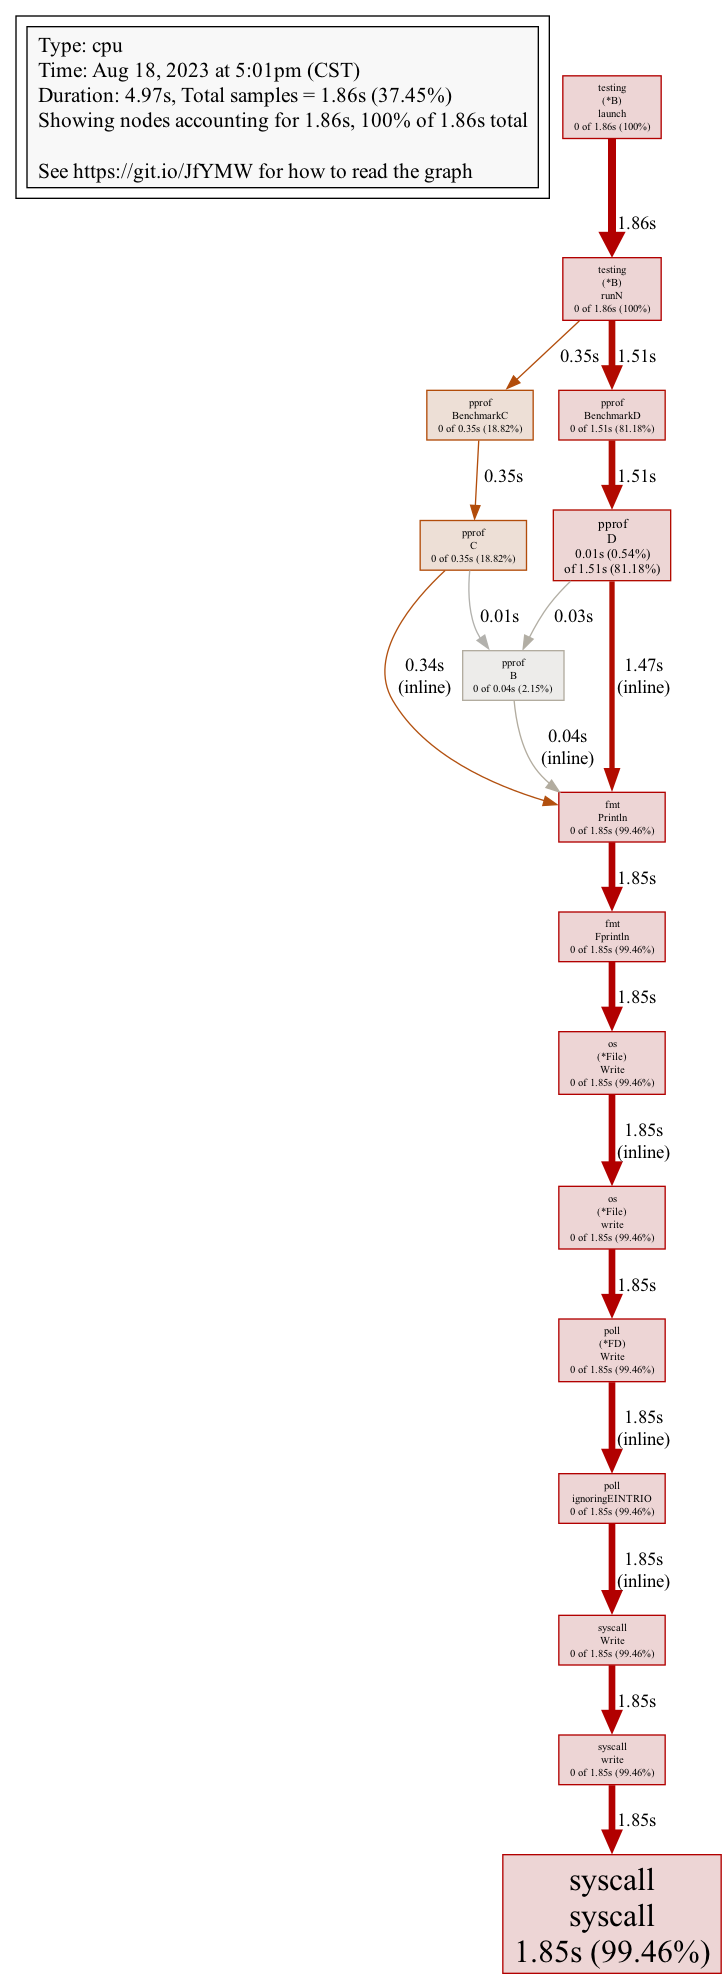 Type: cpu
Time: Aug 18, 2023 at 5:01pm (CST)
Duration: 4.97s, Total samples = 1.86s (37.45%)
Showing nodes accounting for 1.86s, 100% of 1.86s total
See https://git.io/JfYMW for how to read the graph
testing
(*B)
launch
0 of 1.86s (100%)
1.86s
testing
(*B)
runN
0 of 1.86s (100%)
0.35s
1.51s
pprof
BenchmarkC
0 of 0.35s (18.82%)
pprof
BenchmarkD
0 of 1.51s (81.18%)
0.35s
1.51s
pprof
C
0 of 0.35s (18.82%)
pprof
D
0.01s (0.54%)
of 1.51s (81.18%)
0.01s
0.03s
0.34s
(inline)
pprof
B
0 of 0.04s (2.15%)
1.47s
(inline)
0.04s
(inline)
fmt
Println
0 of 1.85s (99.46%)
1.85s
fmt
Fprintln
0 of 1.85s (99.46%)
1.85s
os
(*File)
Write
0 of 1.85s (99.46%)
1.85s
(inline)
os
(*File)
write
0 of 1.85s (99.46%)
1.85s
poll
(*FD)
Write
0 of 1.85s (99.46%)
1.85s
(inline)
poll
ignoringEINTRIO
0 of 1.85s (99.46%)
1.85s
(inline)
syscall
Write
0 of 1.85s (99.46%)
1.85s
syscall
write
0 of 1.85s (99.46%)
1.85s
syscall
syscall
1.85s (99.46%)